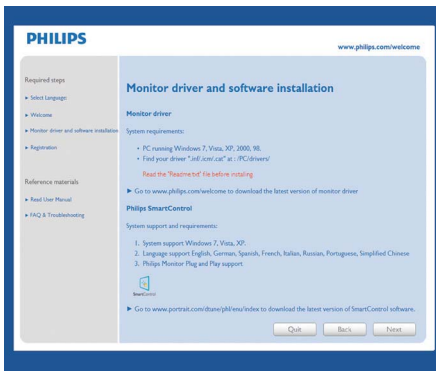 PHILIPS
www.philips.com/welcome
Required steps
Select Language:
Welcome
Monitor driver and software installation
Registration
Reference materials
Read User Manual
FAQ & Troubleshooting
Monitor driver and software installation
Monitor driver
System requirements:
• PC running Windows 7, Vista, XP, 2000, 98.
• Find your driver ".inf/.icm/.cat" at : /PC/drivers/
Read the 'Readme.txt' file before installing.
Go to www.philips.com/welcome to download the latest version of monitor driver
Philips SmartControl
System support and requirements:
1. System support Windows 7, Vista, XP.
2. Language support English, German, Spanish, French, Italian, Russian, Portuguese, Simplified Chinese
3. Philips Monitor Plug and Play support
SmartControl
Go to www.portrait.com/dtune/phl/enu/index to download the latest version of SmartControl software.
Quit
Back
Next